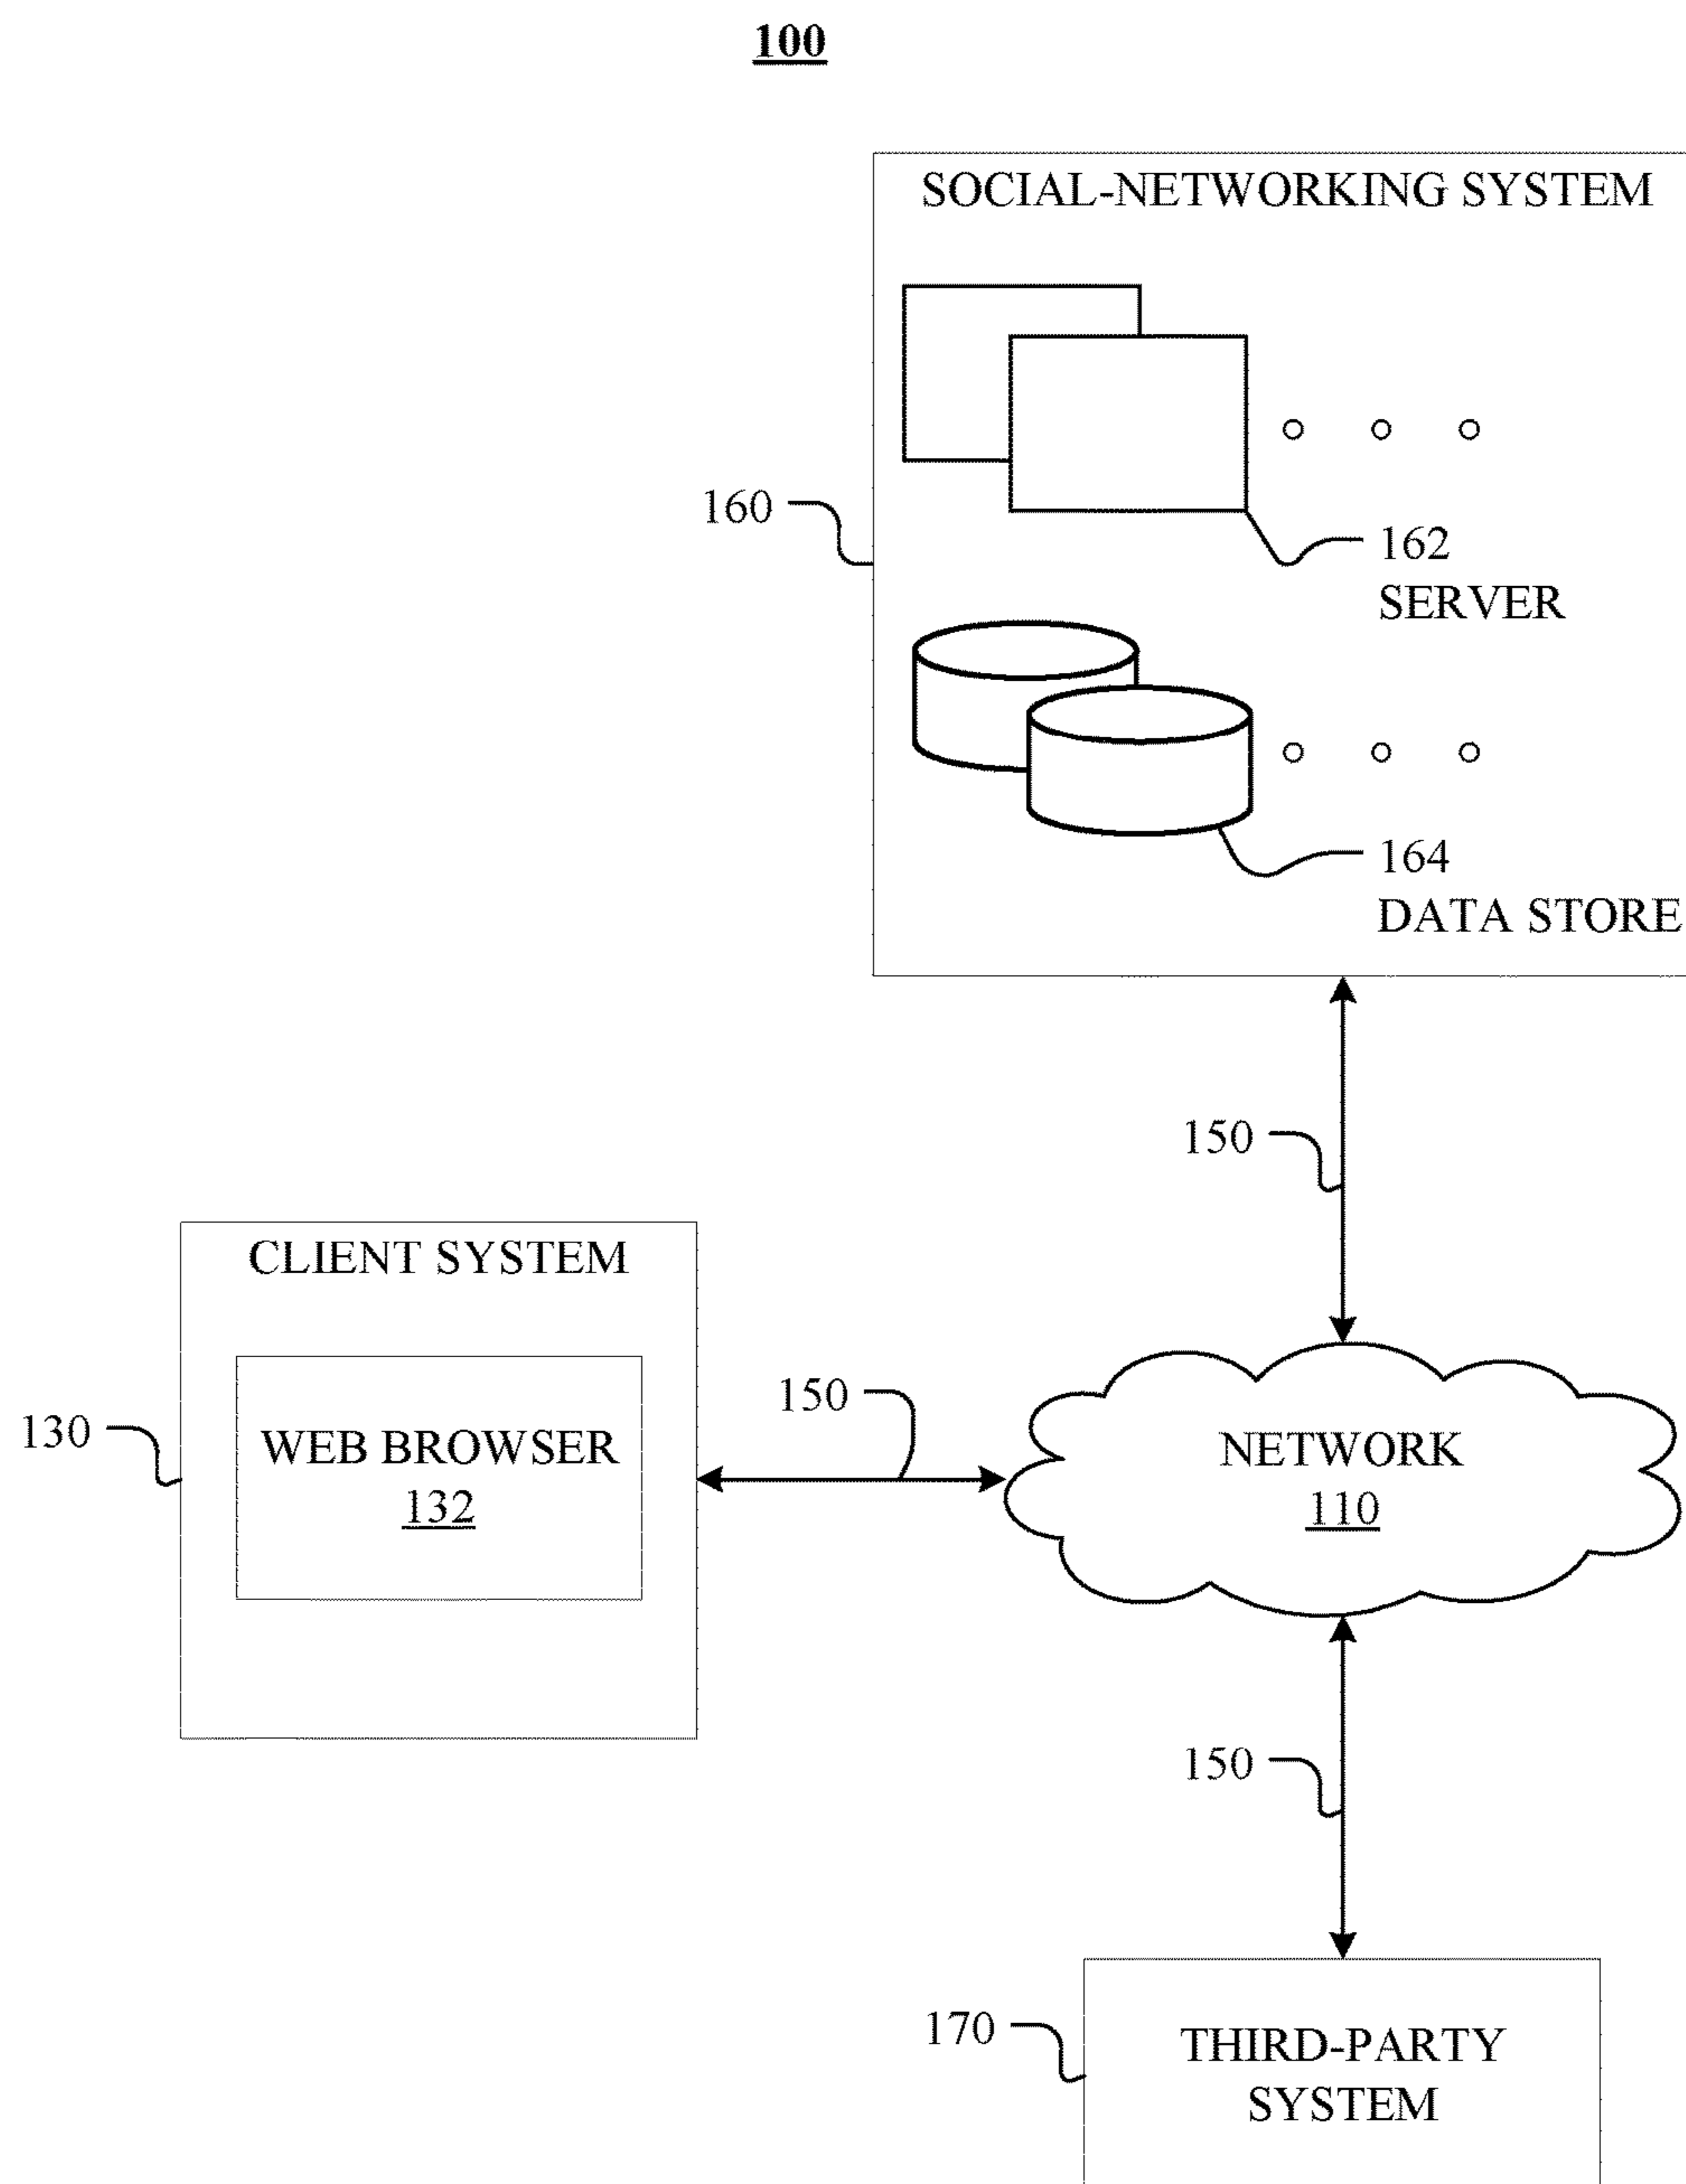 100
SOCIAL-NETWORKING SYSTEM
160
162
SERVER
164
DATA STORE
150
CLIENT SYSTEM
130
WEB BROWSER
132
150
NETWORK
110
150
170
THIRD-PARTY
SYSTEM